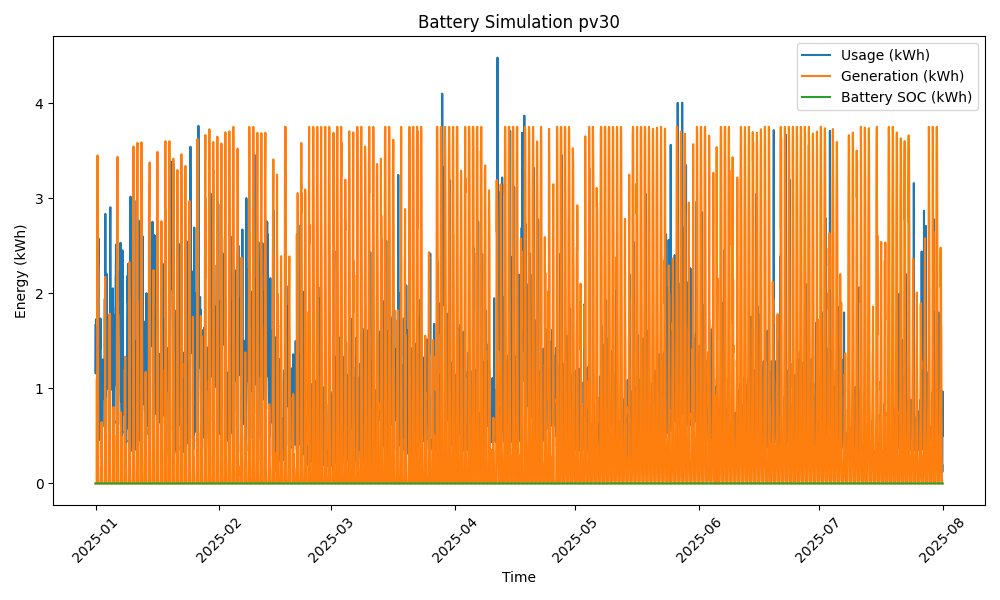 Battery Simulation pv30
Usage (kWh)
Generation (kWh)
Battery SOC (kWh)
Energy (kWh)
4
3
2
1
0
2025-01
2025-02
2025-03
2025-04
2025-05
2025-06
2025-07
2025-08
Time